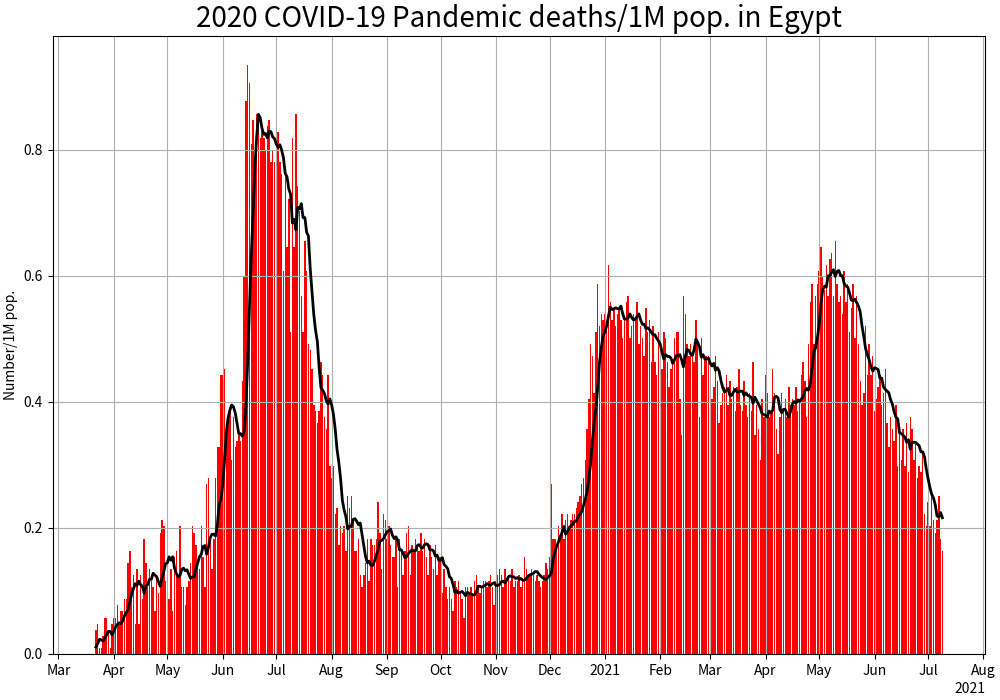 2020 COVID-19 Pandemic deaths/1M pop. in Egypt
Number/1M pop.
0.8
0.6
0.4
0.2
0.0
Mar Apr May Jun Jul Aug Sep Oct Nov Dec 2021 Feb Mar Apr May Jun Jul Aug
2021